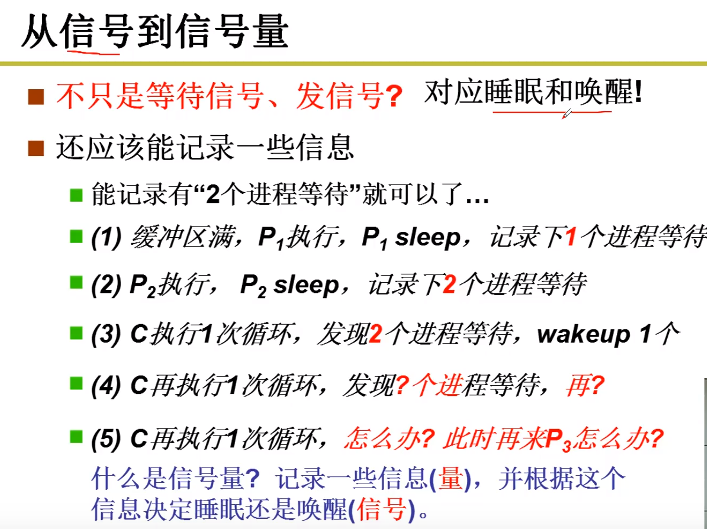 从信号到信号量
不只是等待信号、发信号? 对应睡眠和唤醒!
还应该能记录一些信息
能记录有“2个进程等待”就可以了…
(1) 缓冲区满，P1执行，P1 sleep，记录下1个进程等待
(2) P2执行， P2 sleep，记录下2个进程等待
(3) C执行1次循环，发现2个进程等待，wakeup 1个
(4) C再执行1次循环，发现?个进程等待，再?
(5) C再执行1次循环，怎么办? 此时再来P3怎么办?
什么是信号量? 记录一些信息(量)，并根据这个
信息决定睡眠还是唤醒(信号)。